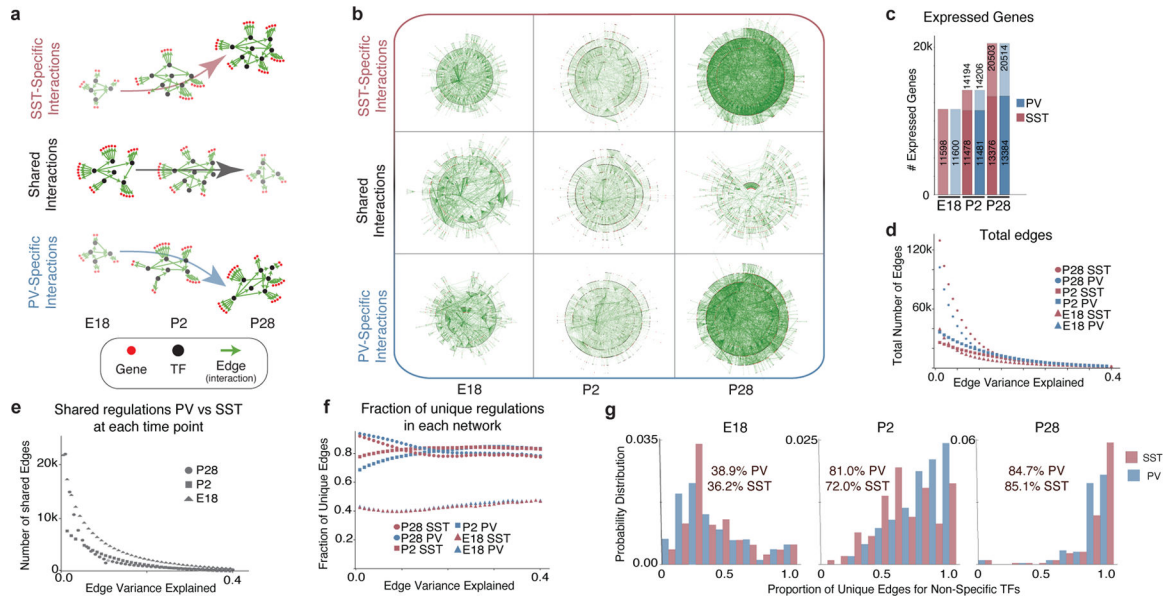 a
SST-Specific
Interactions
Shared
Interactions
PV-Specific
Interactions
E18
P2
P28
Gene
TF
Edge
(interaction)
b
SST-Specific
Interactions
Shared
Interactions
PV-Specific
Interactions
E18
P2
P28
c
Expressed Genes
20k
0
# Expressed Genes
11598
11600
11478
14194
11481
14206
13376
20503
13384
20514
PV
SST
E18 P2 P28
d
Total edges
120k
60k
Total Number of Edges
P28 SST
P28 PV
P2 SST
P2 PV
E18 SST
E18 PV
0.0
0.4
Edge Variance Explained
e
Shared regulations PV vs SST
at each time point
20k
10k
0
Number of shared Edges
P28
P2
E18
0.0
0.4
Edge Variance Explained
f
Fraction of unique regulations
in each network
0.8
0.6
0.4
0.2
Fraction of Unique Edges
P28 SST
P28 PV
P2 SST
P2 PV
E18 SST
E18 PV
0.0
0.4
Edge Variance Explained
g
E18
P2
P28
0.035
0.00
Probability Distribution
38.9% PV
36.2% SST
0.025
81.0% PV
72.0% SST
0.06
84.7% PV
85.1% SST
SST
PV
0 0.5 1.0
0.5 1.0
0 0.5 1.0
Proportion of Unique Edges for Non-Specific TFs